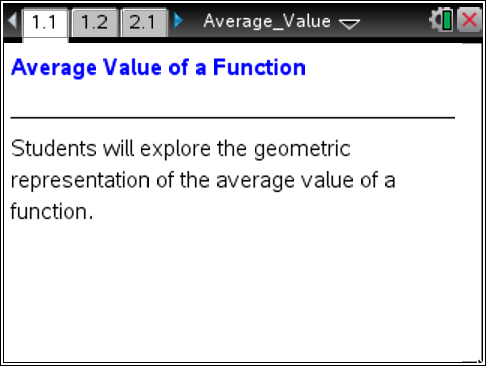 1.1 1.2 2.1 Average_Value
Average Value of a Function
Students will explore the geometric
representation of the average value of a
function.